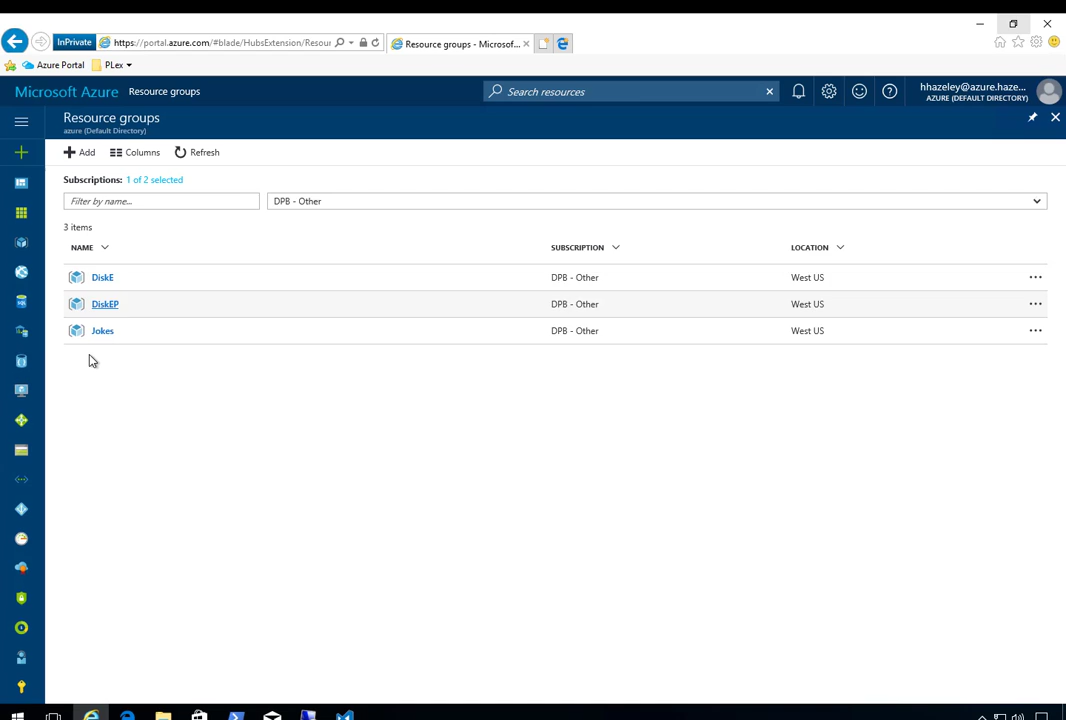 InPrivate https://portal.azure.com/#blade/HubsExtension/Resour Resource groups - Microsof...
Azure Portal PLex
Microsoft Azure Resource groups Search resources hhazeley@azure.haze...
AZURE (DEFAULT DIRECTORY)
Resource groups
azure (Default Directory)
Add Columns Refresh
Subscriptions: 1 of 2 selected
Filter by name... DPB - Other
3 items
NAME SUBSCRIPTION LOCATION
DiskE DPB - Other West US
DiskEP DPB - Other West US
Jokes DPB - Other West US